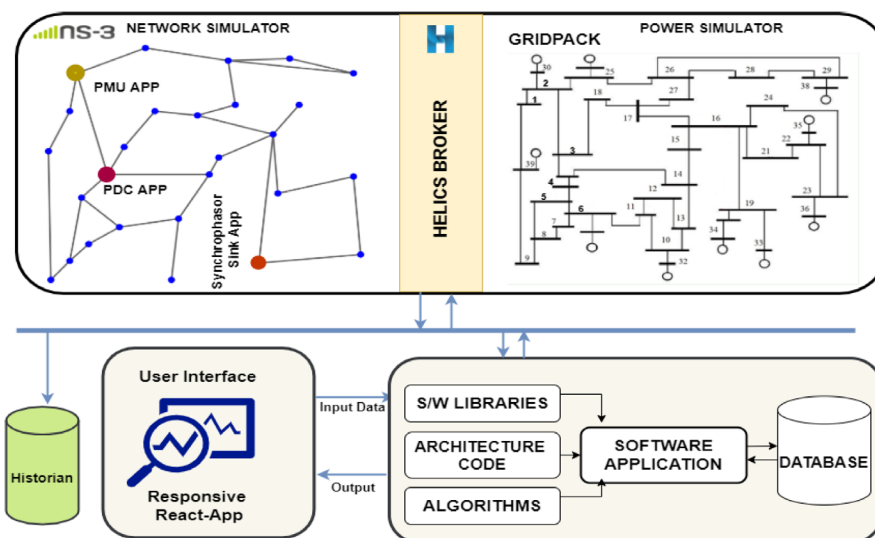 ns-3
NETWORK SIMULATOR
PMU APP
PDC APP
Synchrophasor
Sink App
H
HELICS BROKER
POWER SIMULATOR
GRIDPACK
30
25
26
28
29
2
1
18
27
38
24
17
16
35
15
22
3
21
39
14
4
12
5
6
11
13
19
23
7
36
8
10
34
33
9
32
User Interface
Responsive
React-App
Historian
Input Data
Output
S/W LIBRARIES
ARCHITECTURE
CODE
ALGORITHMS
SOFTWARE
APPLICATION
DATABASE